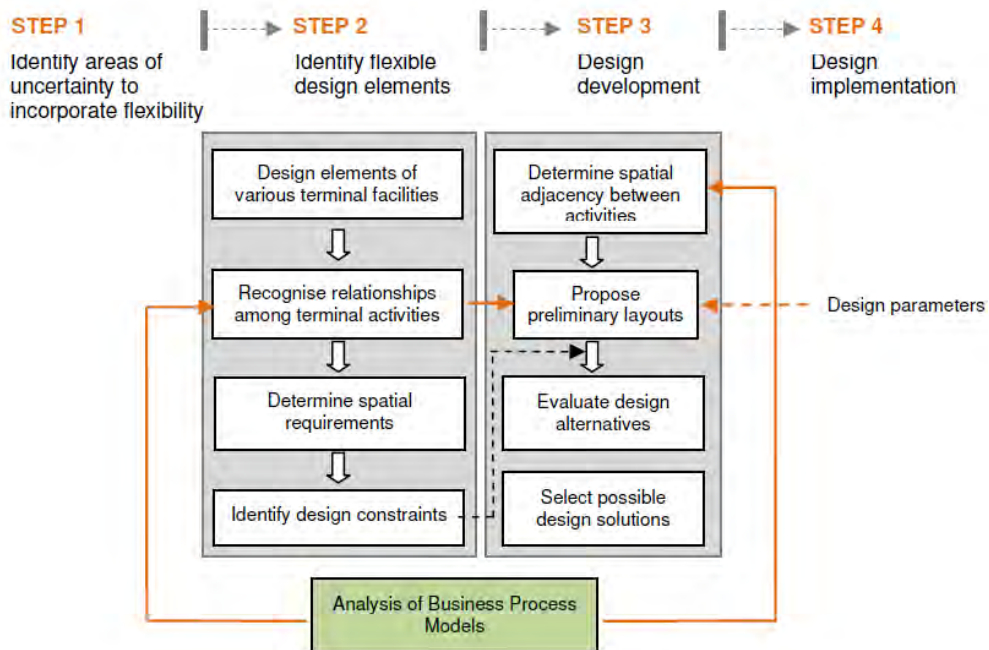 STEP 1
Identify areas of
uncertainty to
incorporate flexibility
STEP 2
Identify flexible
design elements
STEP 3
Design
development
STEP 4
Design
implementation
Design elements of
various terminal facilities
Recognise relationships
among terminal activities
Determine spatial
requirements
Identify design constraints
Determine spatial
adjacency between
activities
Propose
preliminary layouts
Evaluate design
alternatives
Select possible
design solutions
Design parameters
Analysis of Business Process
Models